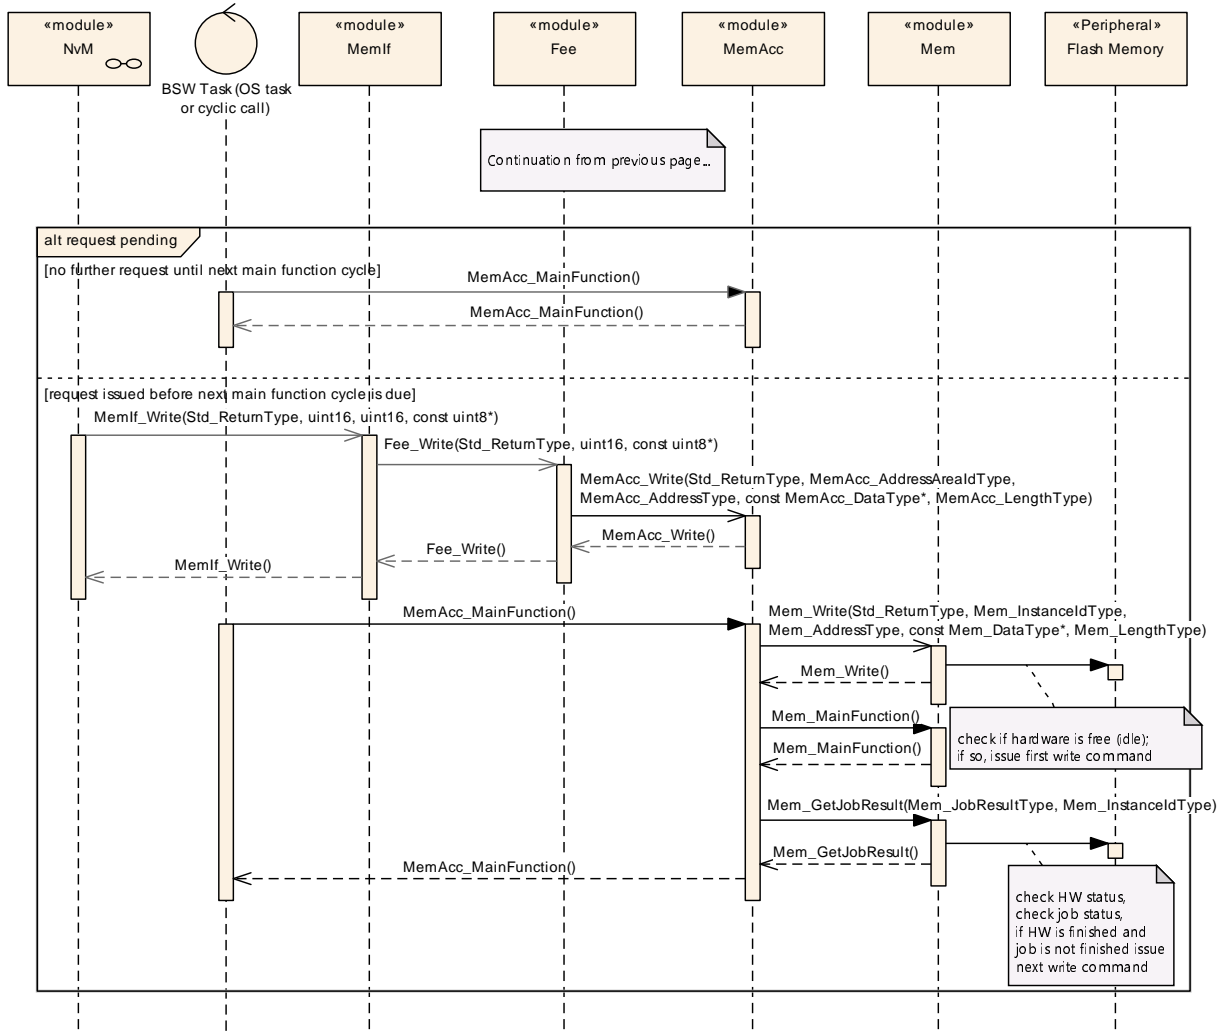 «module»
NvM
BSW Task (OS task
or cyclic call)
«module»
MemIf
«module»
Fee
«module»
MemAcc
«module»
Mem
«Peripheral»
Flash Memory
Continuation from previous page...
alt request pending
[no further request until next main function cycle]
MemAcc_MainFunction()
MemAcc_MainFunction()
[request issued before next main function cycle is due]
MemIf_Write(Std_ReturnType, uint16, uint16, const uint8*)
Fee_Write(Std_ReturnType, uint16, const uint8*)
MemAcc_Write(Std_ReturnType, MemAcc_AddressAreaIdType,
MemAcc_AddressType, const MemAcc_DataType*, MemAcc_LengthType)
MemAcc_Write()
Fee_Write()
MemIf_Write()
MemAcc_MainFunction()
Mem_Write(Std_ReturnType, Mem_InstanceIdType,
Mem_AddressType, const Mem_DataType*, Mem_LengthType)
Mem_Write()
Mem_MainFunction()
check if hardware is free (idle);
if so, issue first write command
Mem_MainFunction()
Mem_GetJobResult(Mem_JobResultType, Mem_InstanceIdType)
Mem_GetJobResult()
MemAcc_MainFunction()
check HW status,
check job status,
if HW is finished and
job is not finished issue
next write command